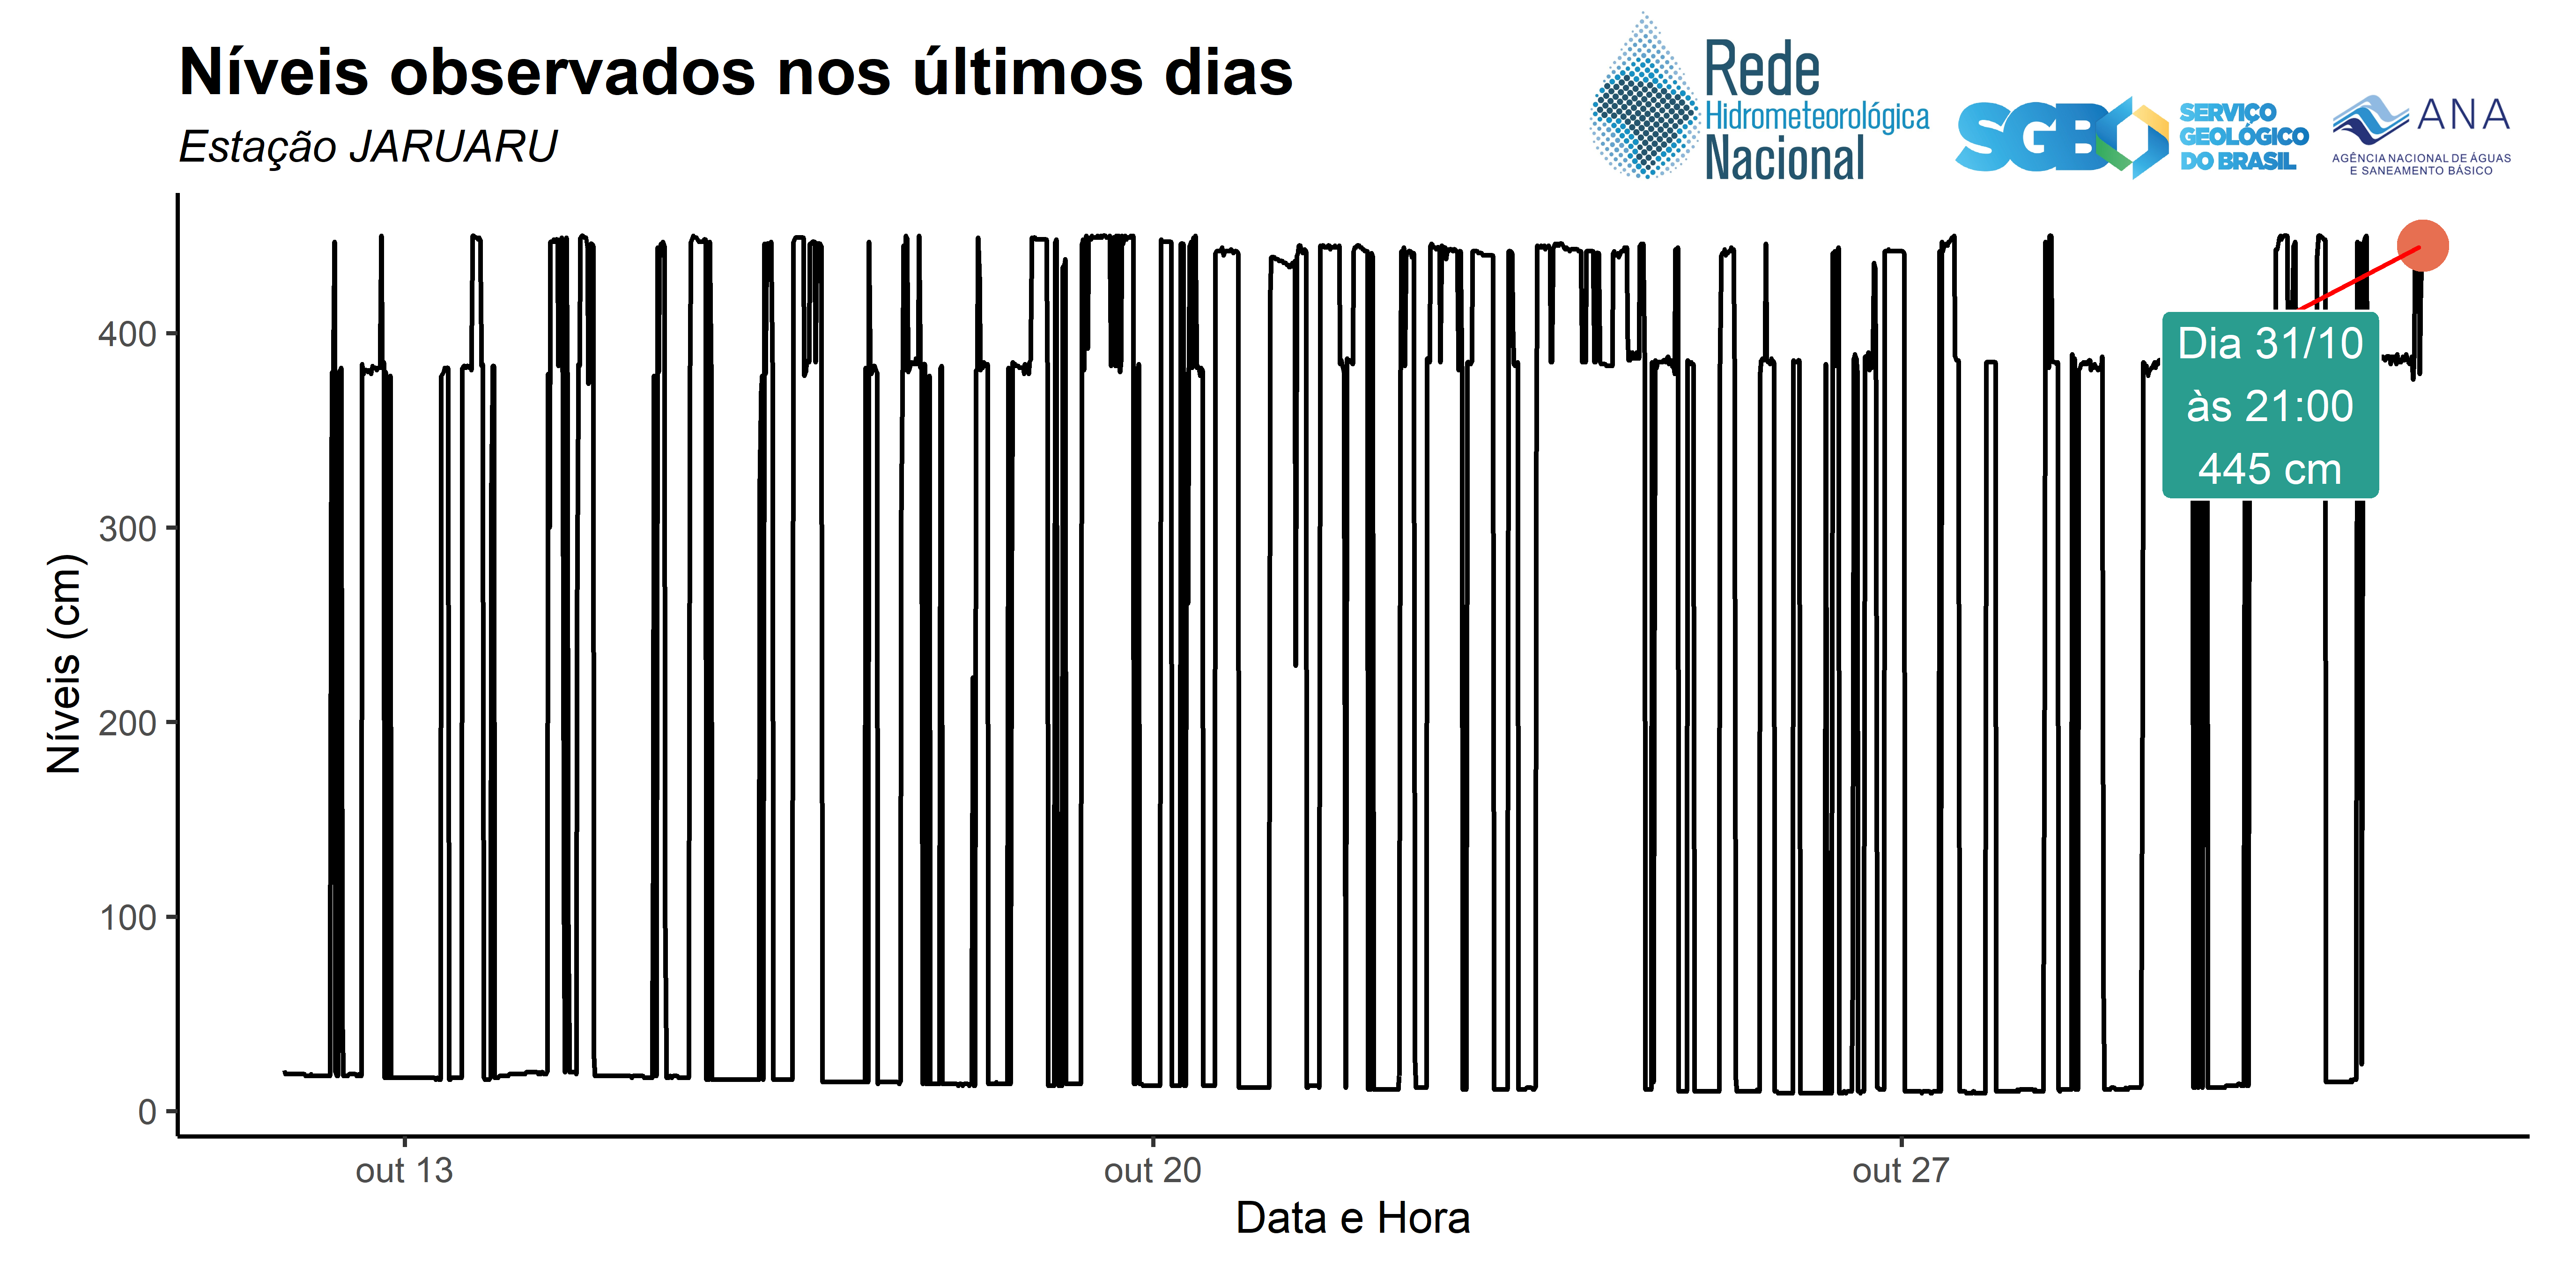 Níveis observados nos últimos dias
Estação JARUARU
Rede
Hidrometeorológica
Nacional
SGB
SERVIÇO
GEOLÓGICO
DO BRASIL
ANA
AGÊNCIA NACIONAL DE ÁGUAS
E SANEAMENTO BÁSICO
Níveis (cm)
400
300
200
100
0
Dia 31/10
às 21:00
445 cm
out 13
out 20
out 27
Data e Hora